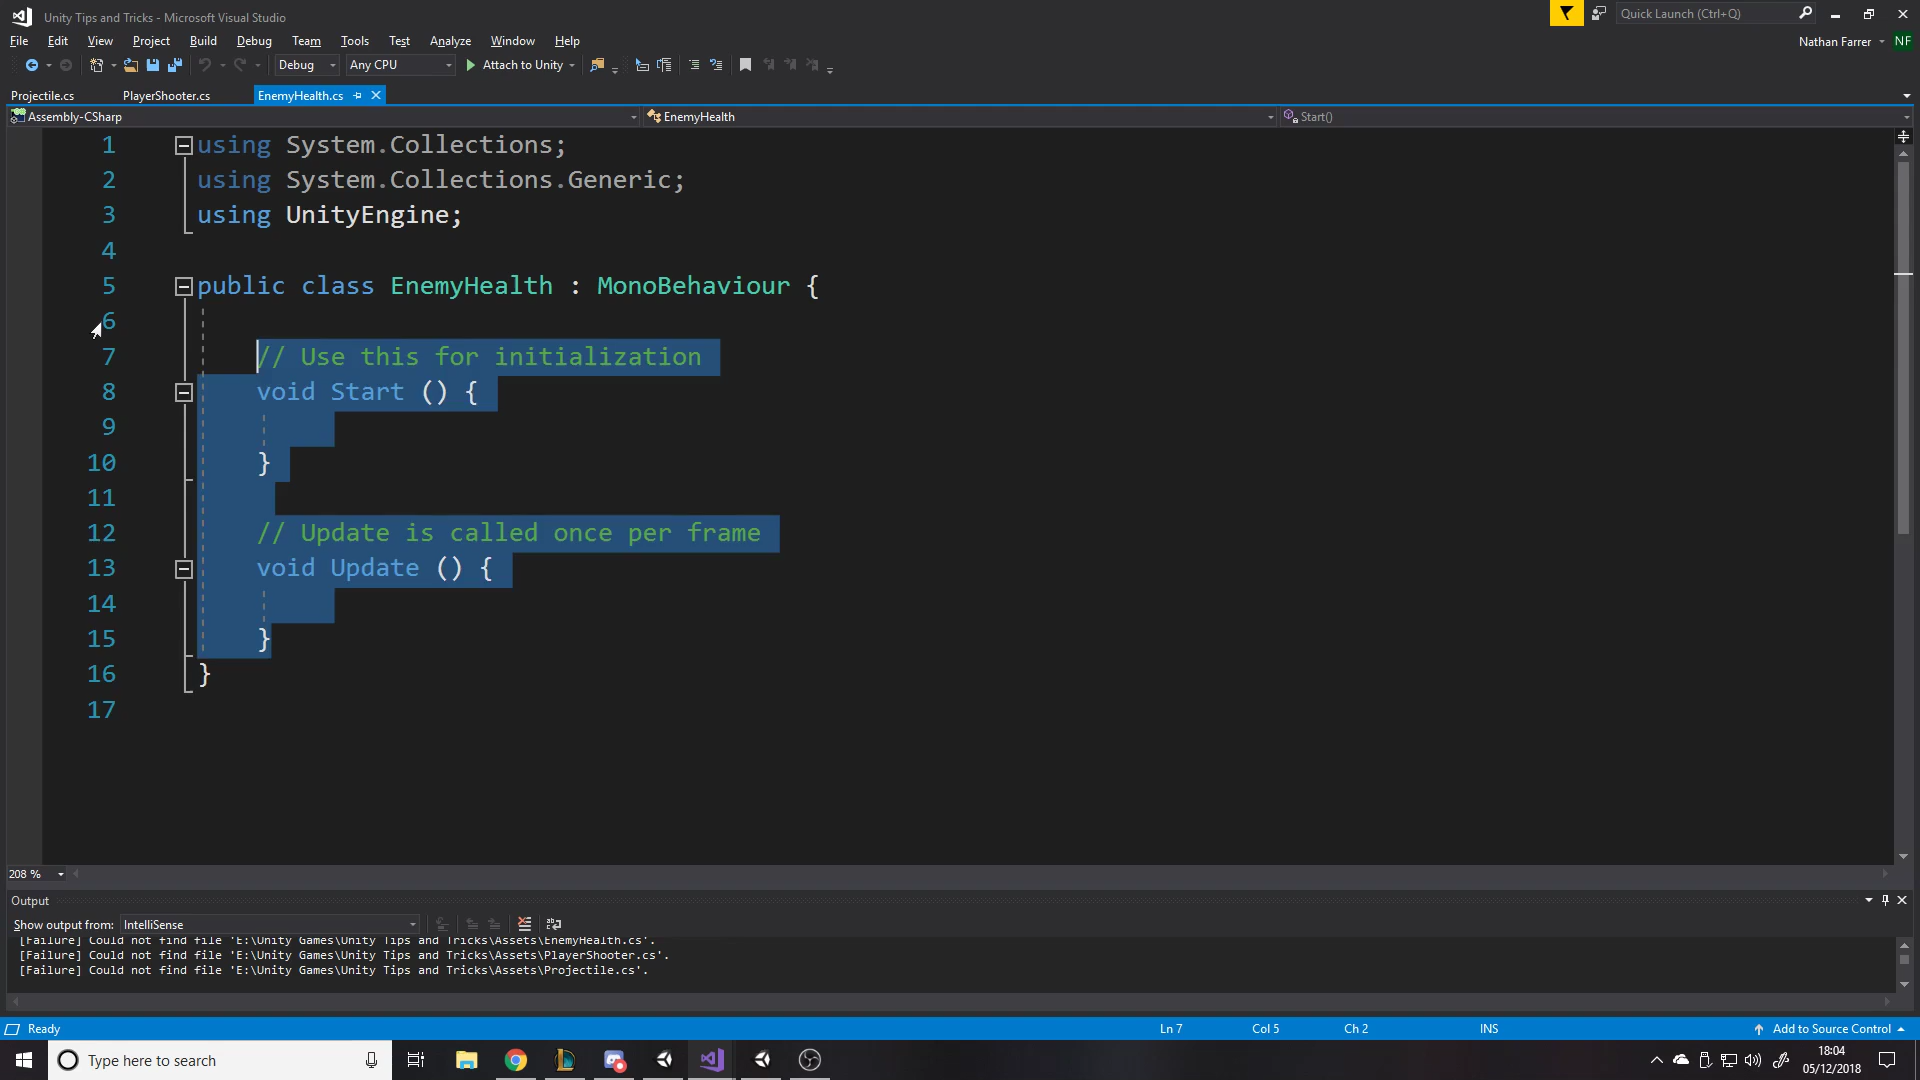 Unity Tips and Tricks - Microsoft Visual Studio
Quick Launch (Ctrl+Q)
File Edit View Project Build Debug Team Tools Test Analyze Window Help
Nathan Farrer NF
Debug Any CPU Attach to Unity
Projectile.cs PlayerShooter.cs EnemyHealth.cs
Assembly-CSharp EnemyHealth Start()
1 using System.Collections;
2 using System.Collections.Generic;
3 using UnityEngine;
4
5 public class EnemyHealth : MonoBehaviour {
6
7 // Use this for initialization
8 void Start () {
9
10 }
11
12 // Update is called once per frame
13 void Update () {
14
15 }
16 }
17
208 %
Output
Show output from: IntelliSense
[Failure] Could not find file 'E:\Unity Games\Unity Tips and Tricks\Assets\EnemyHealth.cs'.
[Failure] Could not find file 'E:\Unity Games\Unity Tips and Tricks\Assets\PlayerShooter.cs'.
[Failure] Could not find file 'E:\Unity Games\Unity Tips and Tricks\Assets\Projectile.cs'.
Ready Ln 7 Col 5 Ch 2 INS Add to Source Control
Type here to search
18:04
05/12/2018